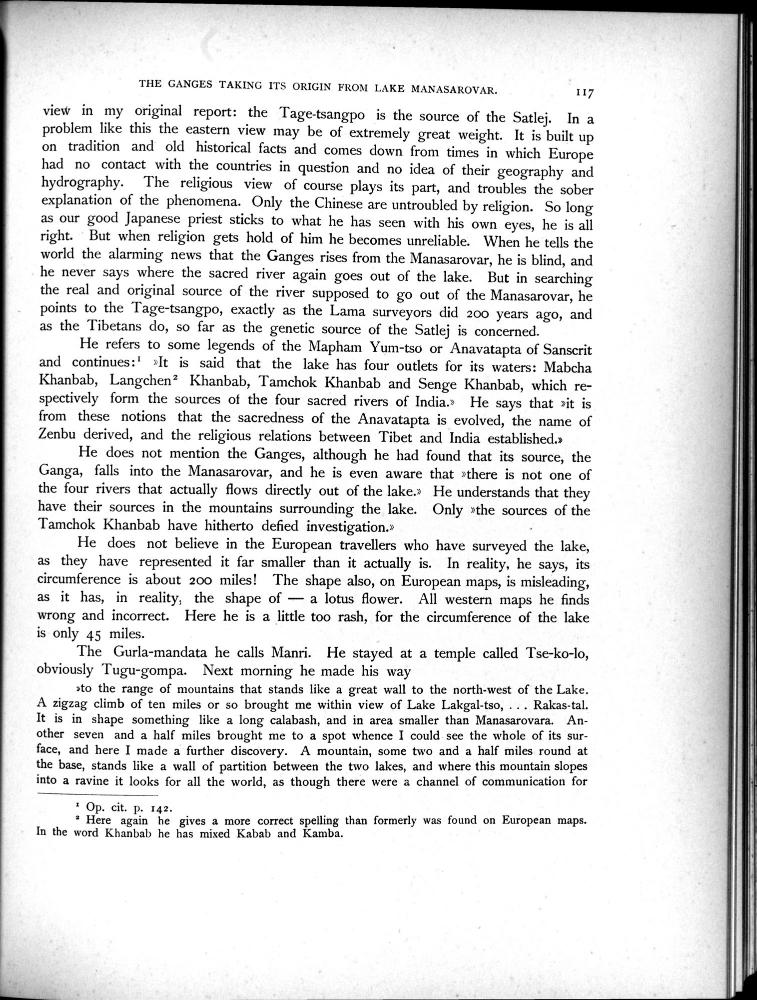 THE GANGES TAKING ITS ORIGIN FROM LAKE MANASAROVAR. 117
view in my original report: the Tage-tsangpo is the source of the Satlej. In a
problem like this the eastern view may be of extremely great weight. It is built up
on tradition and old historical facts and comes down from times in which Europe
had no contact with the countries in question and no idea of their geography and
hydrography. The religious view of course plays its part, and troubles the sober
explanation of the phenomena. Only the Chinese are untroubled by religion. So long
as our good Japanese priest sticks to what he has seen with his own eyes, he is all
right. But when religion gets hold of him he becomes unreliable. When he tells the
world the alarming news that the Ganges rises from the Manasarovar, he is blind, and
he never says where the sacred river again goes out of the lake. But in searching
the real and original source of the river supposed to go out of the Manasarovar, he
points to the Tage-tsangpo, exactly as the Lama surveyors did 200 years ago, and
as the Tibetans do, so far as the genetic source of the Satlej is concerned.
He refers to some legends of the Mapham Yum-tso or Anavatapta of Sanscrit
and continues:¹ »It is said that the lake has four outlets for its waters: Mabcha
Khanbab, Langchen² Khanbab, Tamchok Khanbab and Senge Khanbab, which re-
spectively form the sources of the four sacred rivers of India.» He says that »it is
from these notions that the sacredness of the Anavatapta is evolved, the name of
Zenbu derived, and the religious relations between Tibet and India established.»
He does not mention the Ganges, although he had found that its source, the
Ganga, falls into the Manasarovar, and he is even aware that »there is not one of
the four rivers that actually flows directly out of the lake.» He understands that they
have their sources in the mountains surrounding the lake. Only »the sources of the
Tamchok Khanbab have hitherto defied investigation.»
He does not believe in the European travellers who have surveyed the lake,
as they have represented it far smaller than it actually is. In reality, he says, its
circumference is about 200 miles! The shape also, on European maps, is misleading,
as it has, in reality, the shape of — a lotus flower. All western maps he finds
wrong and incorrect. Here he is a little too rash, for the circumference of the lake
is only 45 miles.
The Gurla-mandata he calls Manri. He stayed at a temple called Tse-ko-lo,
obviously Tugu-gompa. Next morning he made his way
»to the range of mountains that stands like a great wall to the north-west of the Lake.
A zigzag climb of ten miles or so brought me within view of Lake Lakgal-tso, . . . Rakas-tal.
It is in shape something like a long calabash, and in area smaller than Manasarovara. An-
other seven and a half miles brought me to a spot whence I could see the whole of its sur-
face, and here I made a further discovery. A mountain, some two and a half miles round at
the base, stands like a wall of partition between the two lakes, and where this mountain slopes
into a ravine it looks for all the world, as though there were a channel of communication for
¹ Op. cit. p. 142.
² Here again he gives a more correct spelling than formerly was found on European maps.
In the word Khanbab he has mixed Kabab and Kamba.